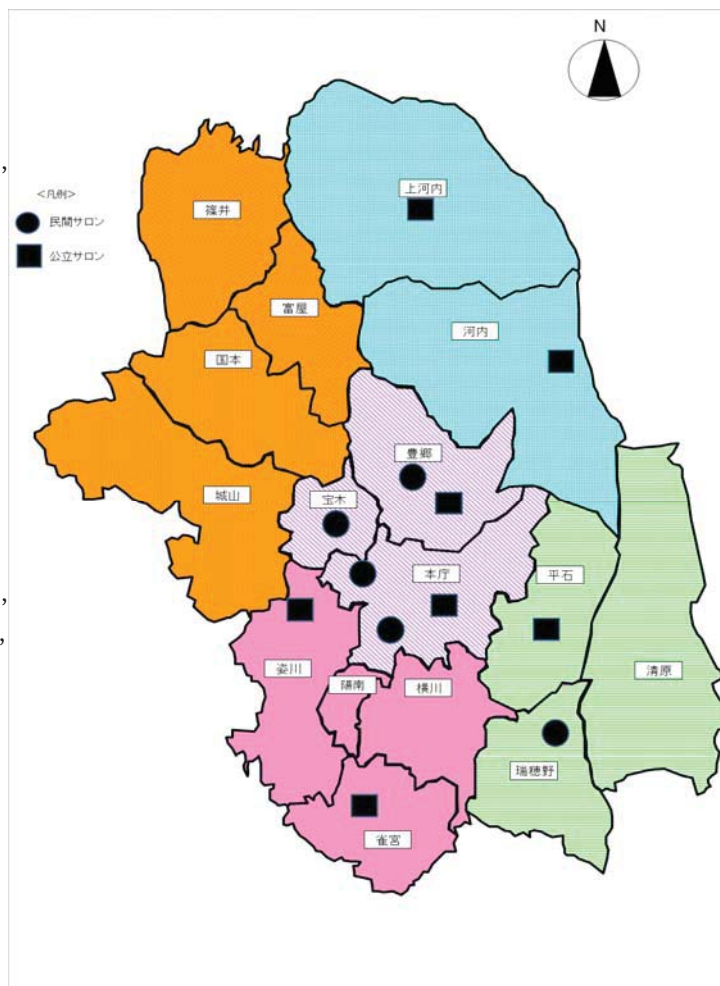 N
<凡例>
民間サロン
公立サロン
上河内
篠井
富屋
河内
国本
豊郷
城山
宝木
本庁
平石
姿川
陽南
横川
清原
瑞穂野
雀宮